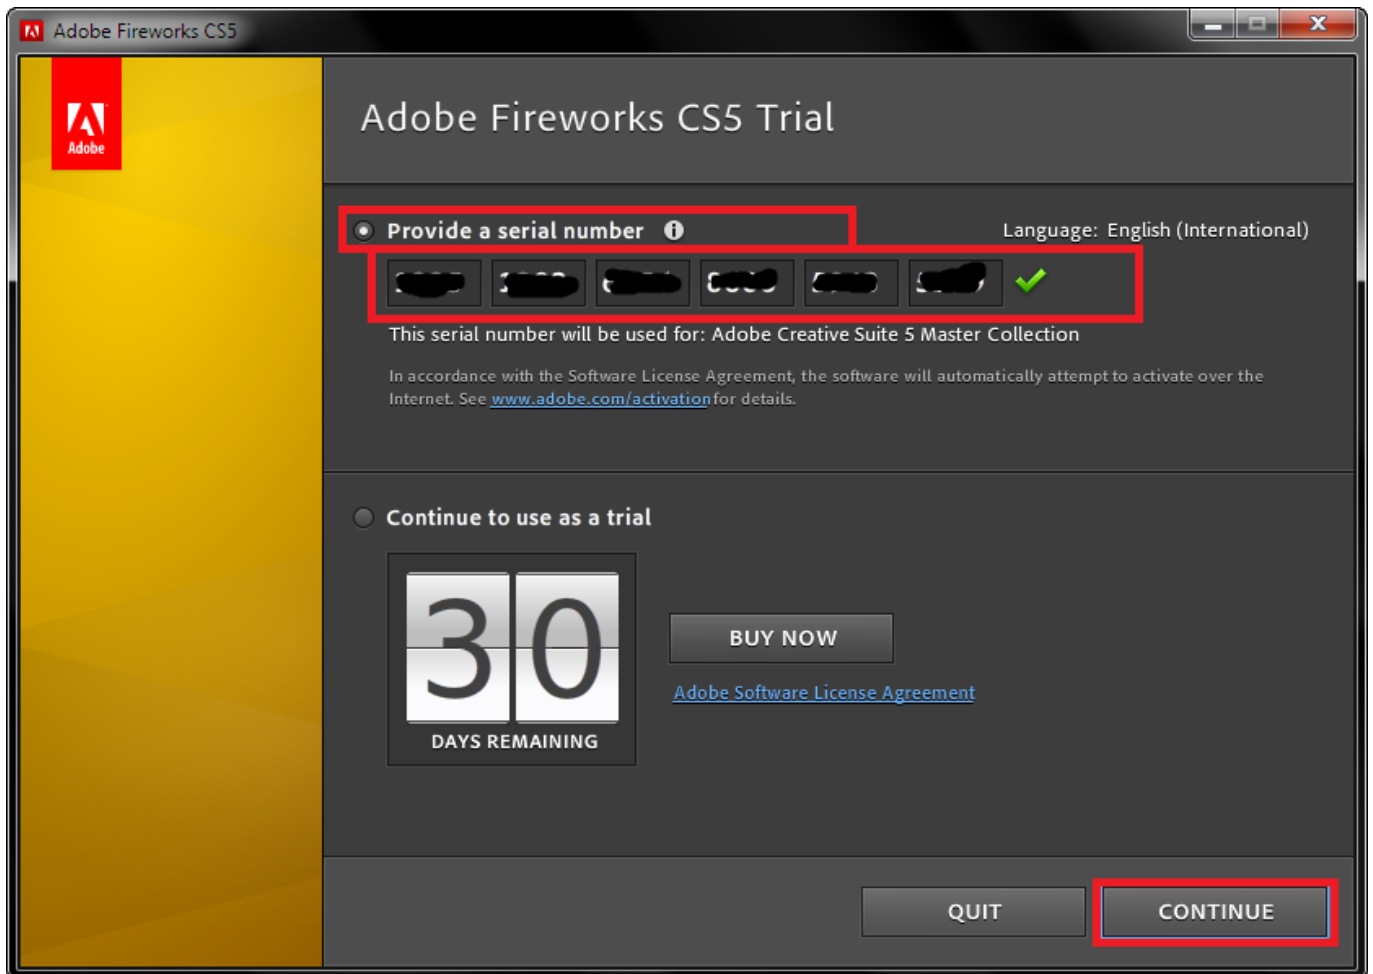 Adobe Fireworks CS5
Adobe
Adobe Fireworks CS5 Trial
Provide a serial number
Language: English (International)
This serial number will be used for: Adobe Creative Suite 5 Master Collection
In accordance with the Software License Agreement, the software will automatically attempt to activate over the
Internet. See www.adobe.com/activation for details.
Continue to use as a trial
30
DAYS REMAINING
BUY NOW
Adobe Software License Agreement
QUIT
CONTINUE